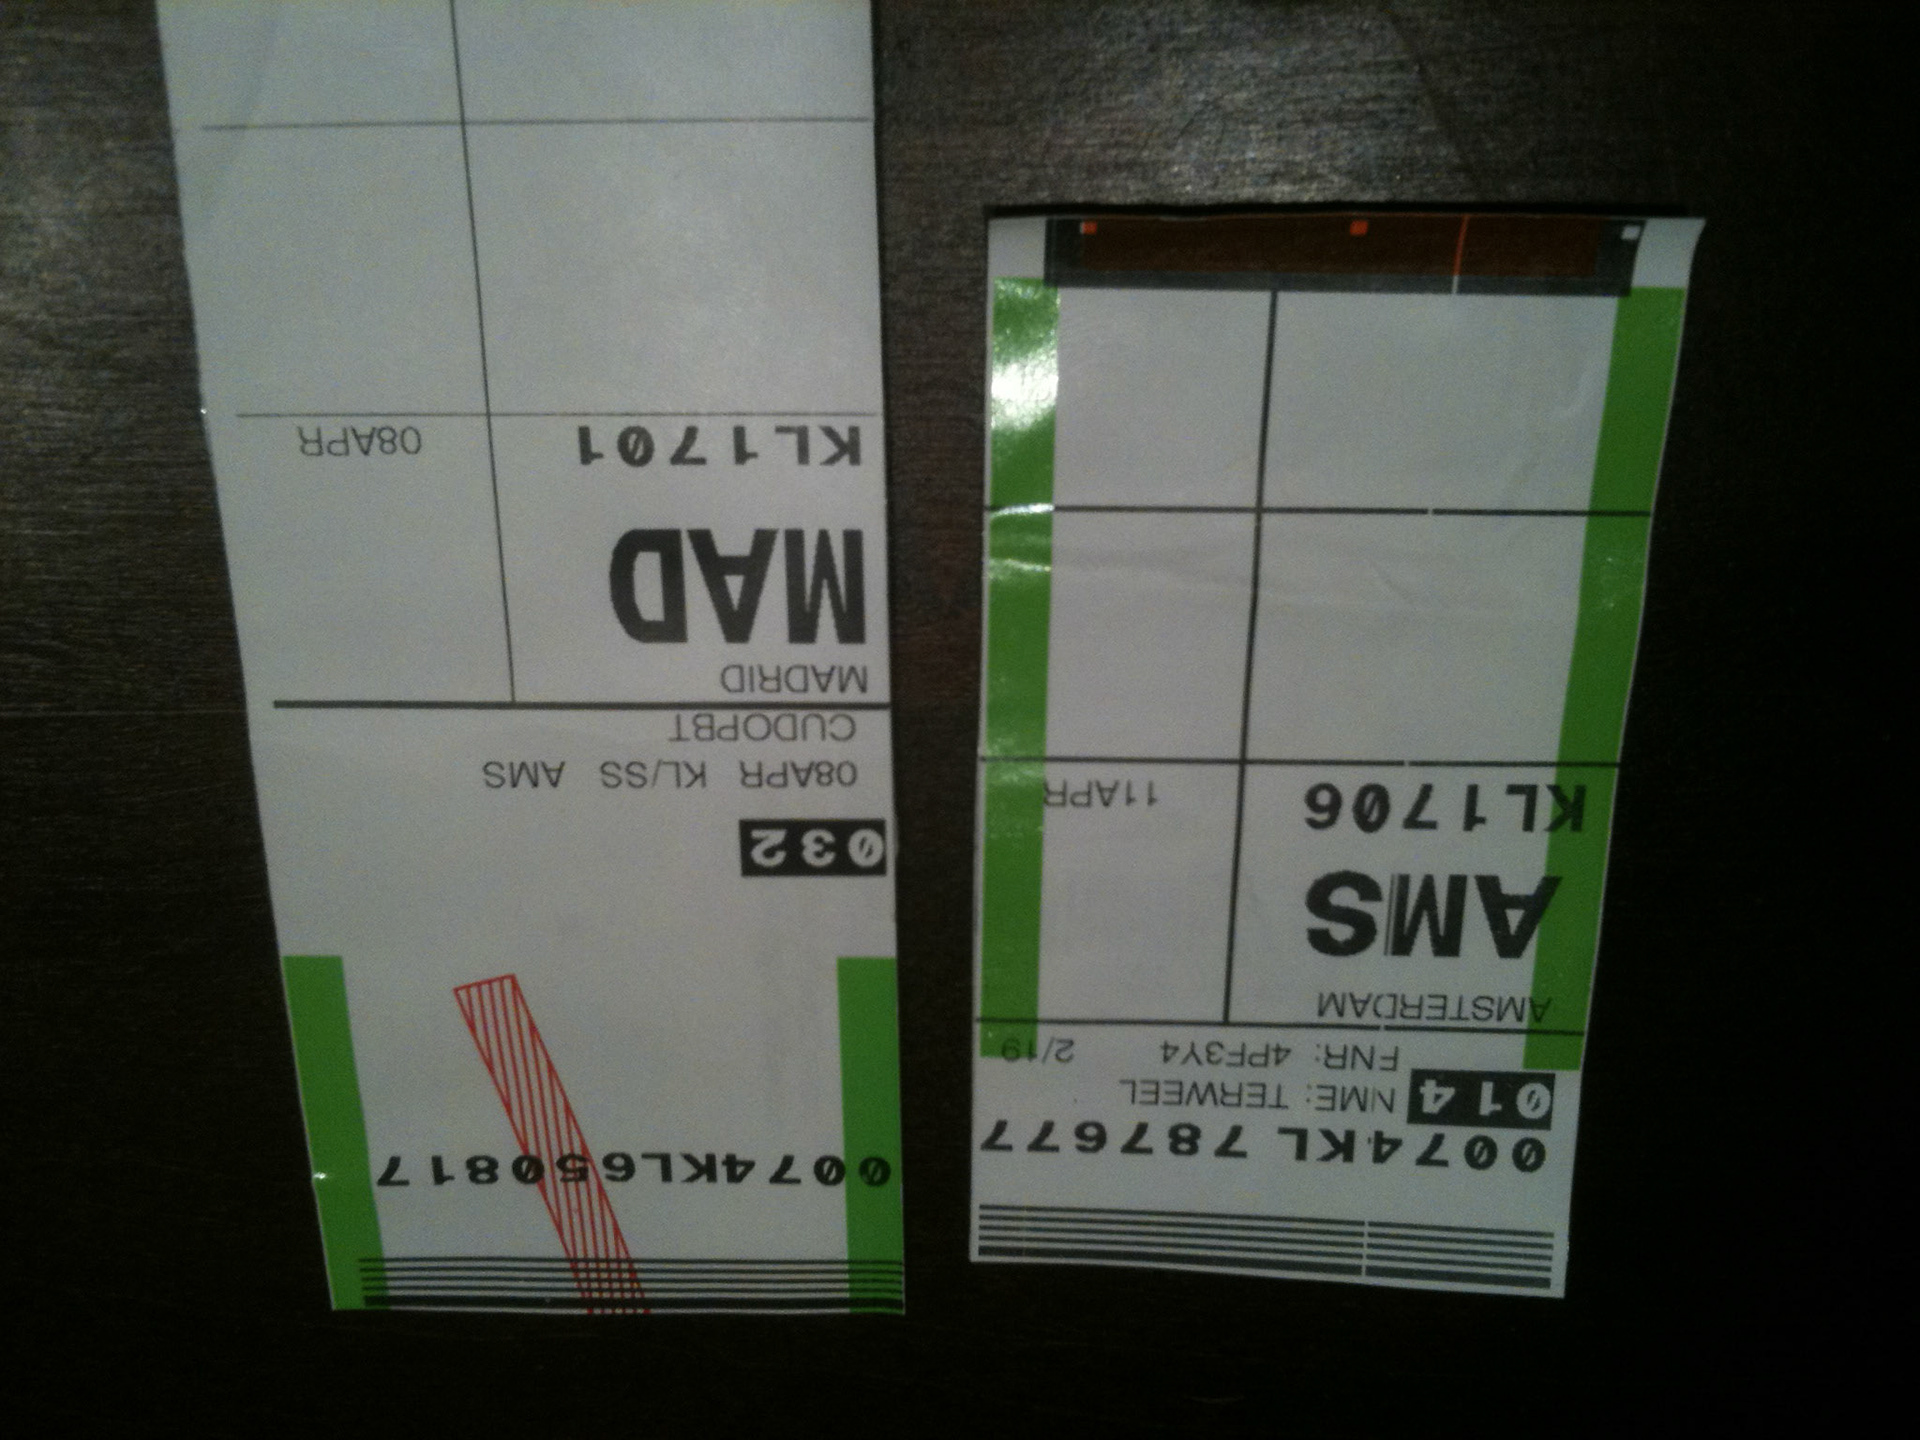 0074KL650817
032
08APR KL/SS AMS
CUDOPBT
MADRID
MAD
KL1701 08APR
0074KL 787677
014 NME: TERWEEL
FNR: 4PF3Y4 2/19
AMSTERDAM
AMS
KL1706 11APR